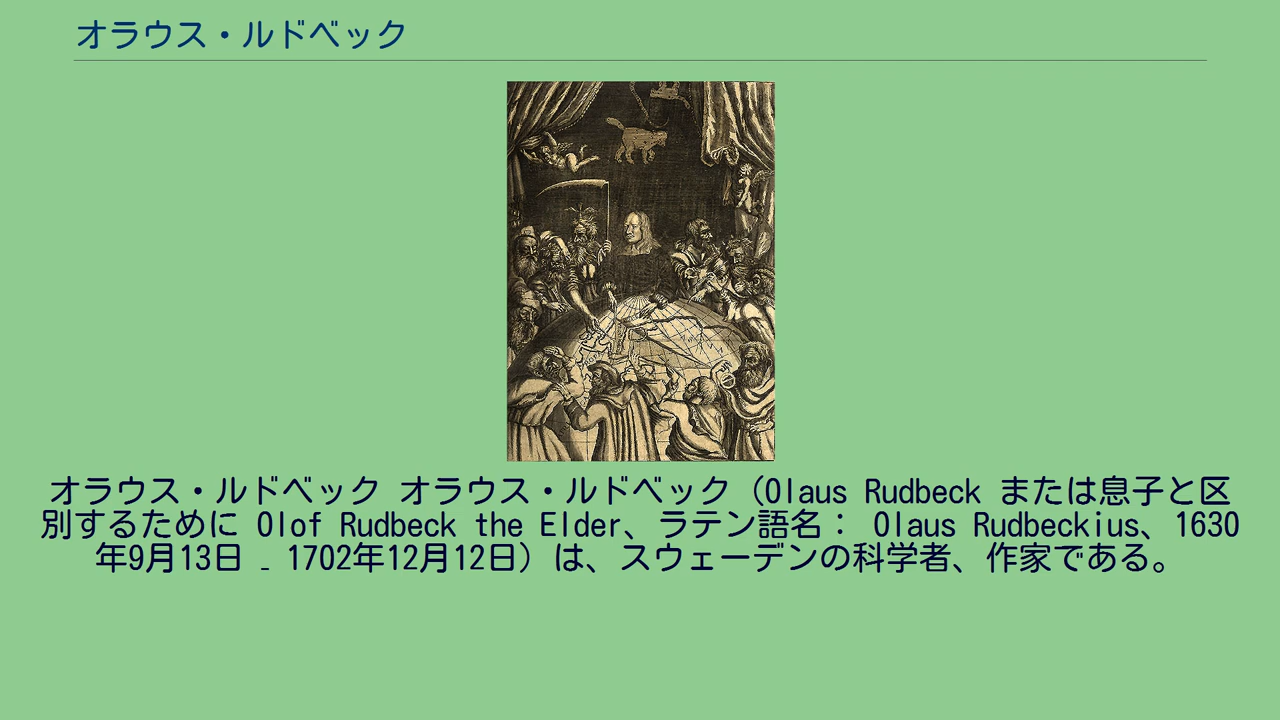 オラウス・ルドベック
オラウス・ルドベック オラウス・ルドベック（Olaus Rudbeck または息子と区
別するために Olof Rudbeck the Elder、ラテン語名： Olaus Rudbeckius、1630
年9月13日 - 1702年12月12日）は、スウェーデンの科学者、作家である。